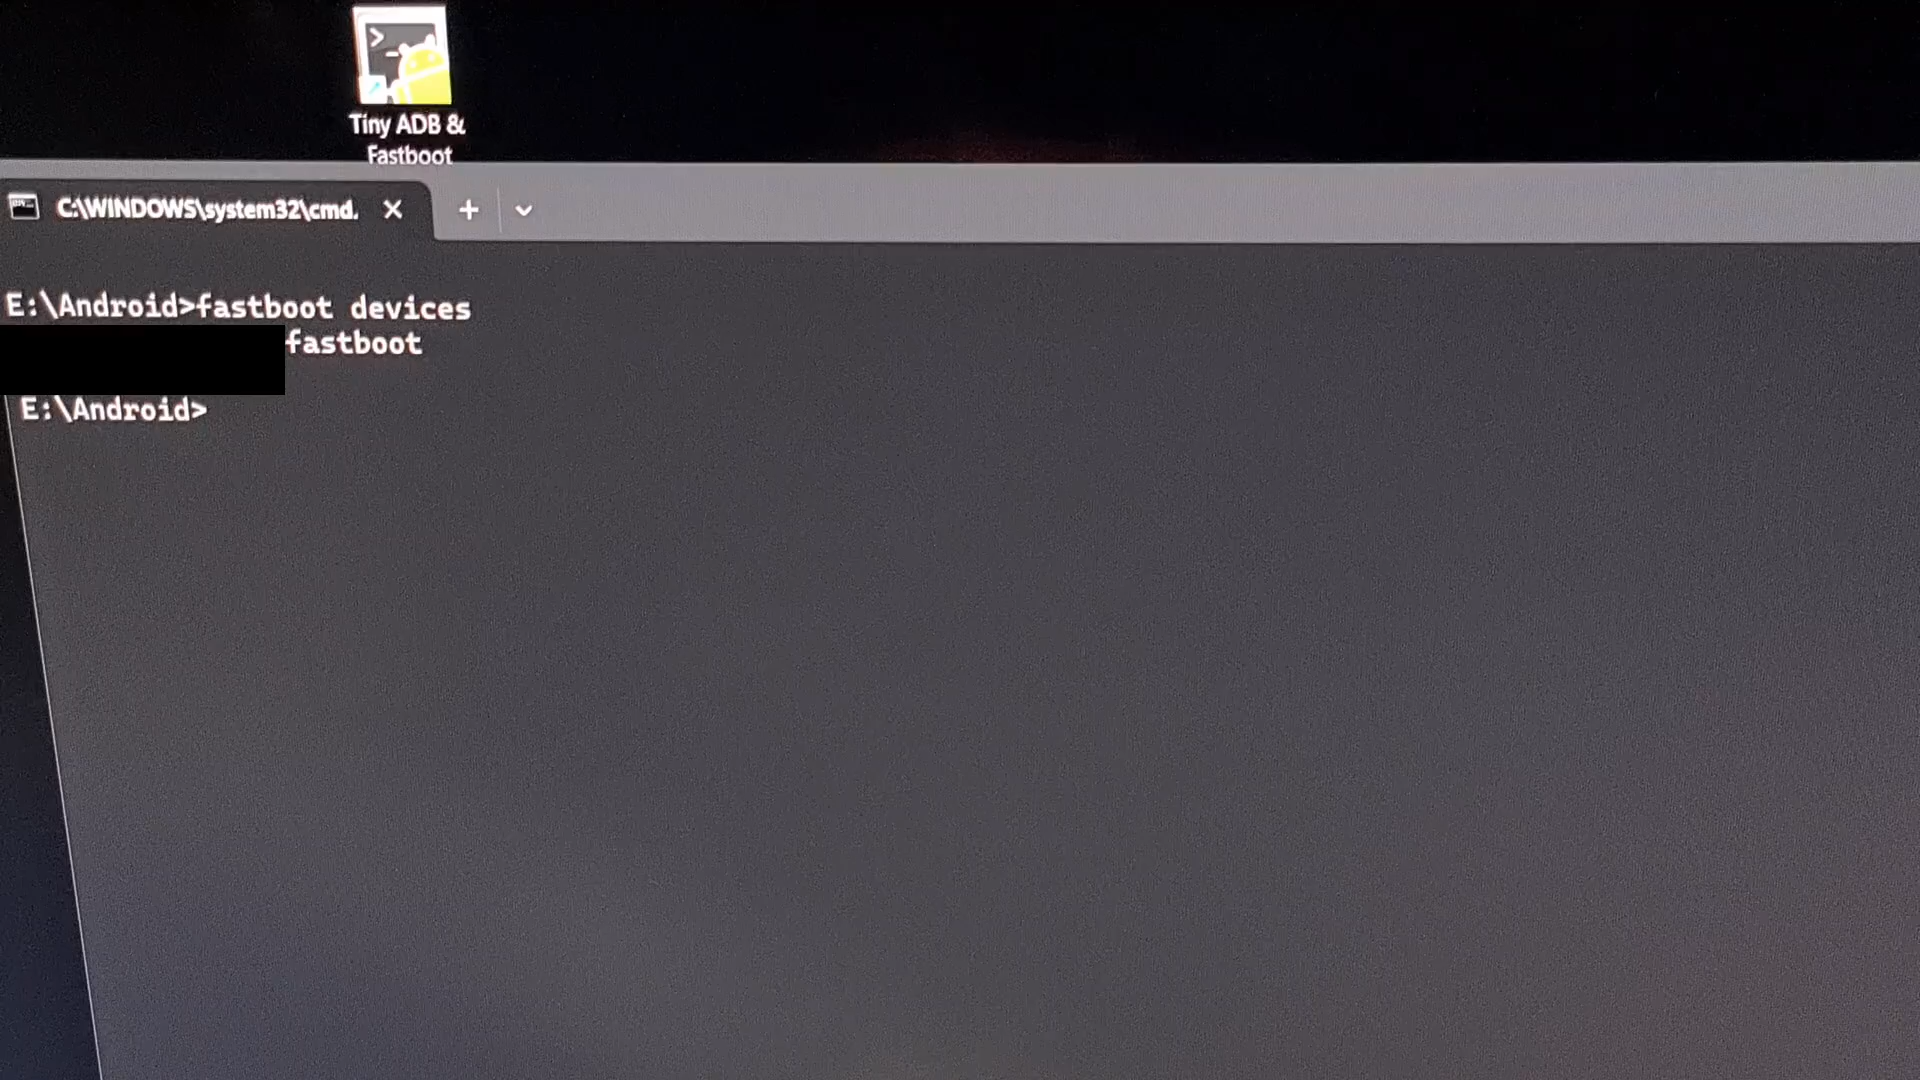 Tiny ADB &
Fastboot
C:\WINDOWS\system32\cmd.
E:\Android>fastboot devices
fastboot
E:\Android>